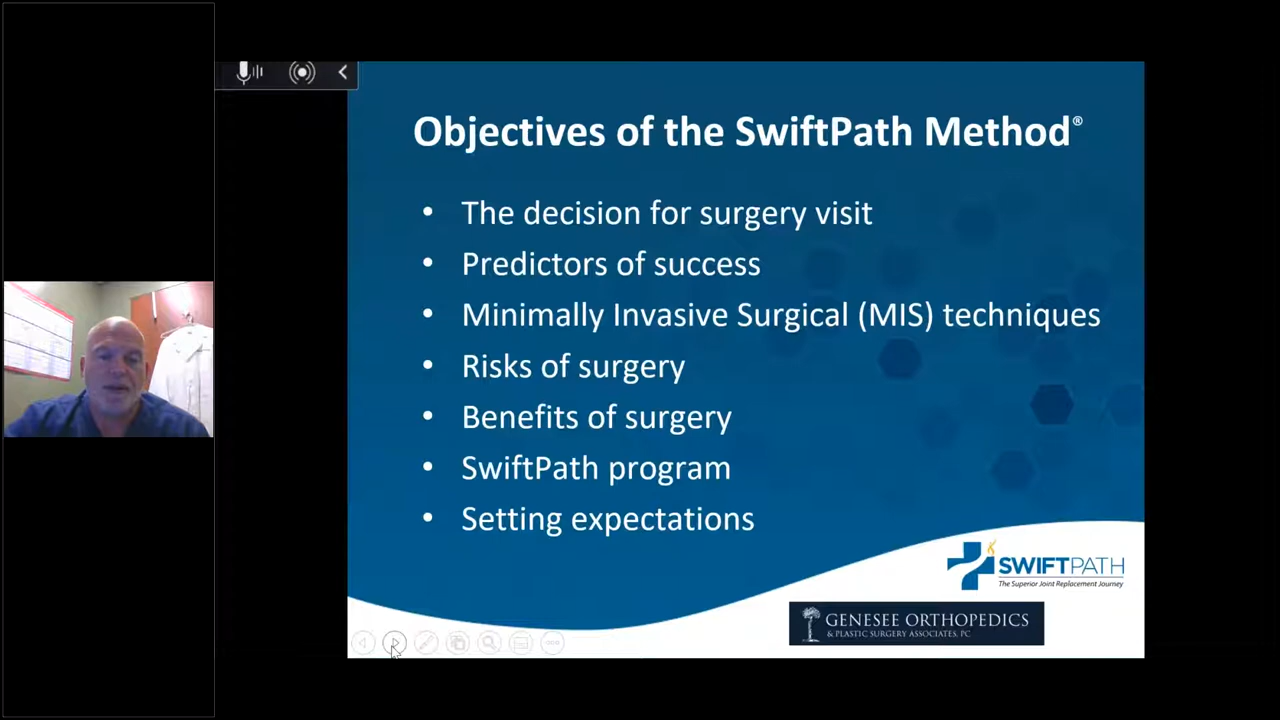 Objectives of the SwiftPath Method®
• The decision for surgery visit
• Predictors of success
• Minimally Invasive Surgical (MIS) techniques
• Risks of surgery
• Benefits of surgery
• SwiftPath program
• Setting expectations
SWIFTPATH
The Superior Joint Replacement Journey
GENESEE ORTHOPEDICS
& PLASTIC SURGERY ASSOCIATES, PC